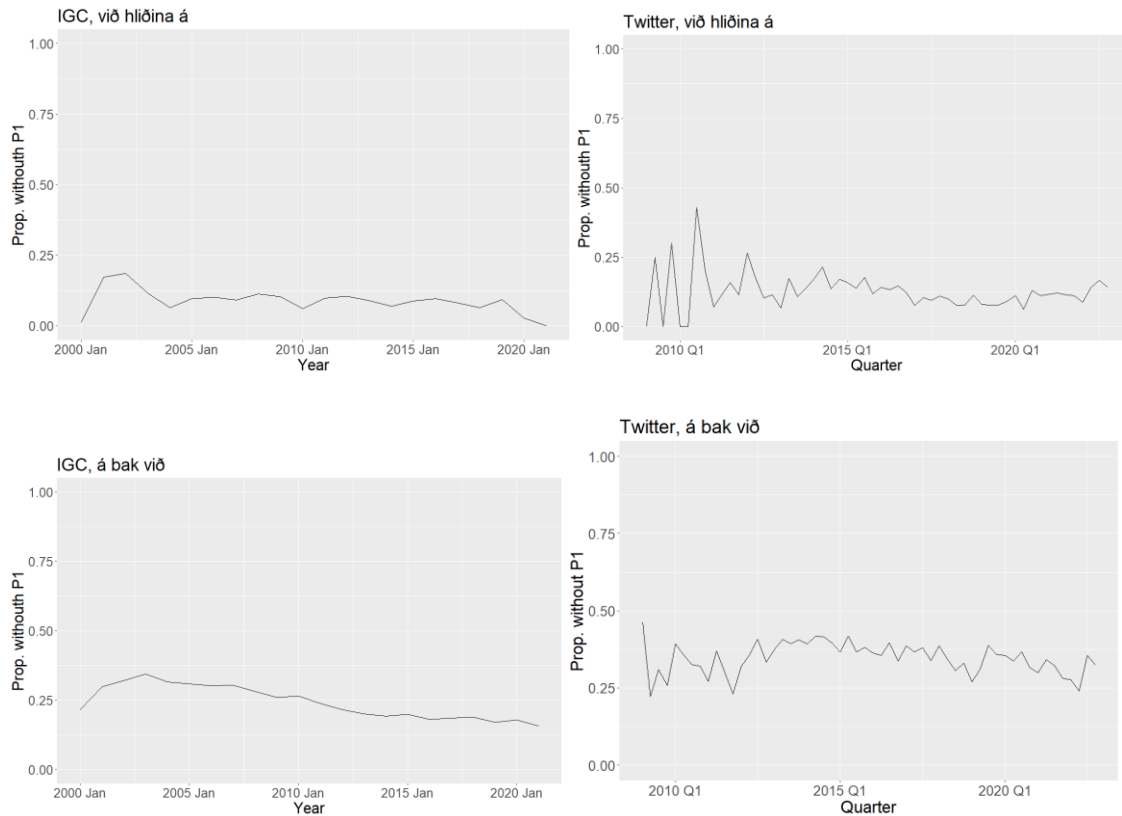 IGC, við hliðina á
1.00
0.75
0.50
0.25
0.00
Prop. withouth P1
2000 Jan 2005 Jan 2010 Jan 2015 Jan 2020 Jan
Year
Twitter, við hliðina á
1.00
0.75
0.50
0.25
0.00
Prop. withouth P1
2010 Q1 2015 Q1 2020 Q1
Quarter
IGC, á bak við
1.00
0.75
0.50
0.25
0.00
Prop. withouth P1
2000 Jan 2005 Jan 2010 Jan 2015 Jan 2020 Jan
Year
Twitter, á bak við
1.00
0.75
0.50
0.25
0.00
Prop. without P1
2010 Q1 2015 Q1 2020 Q1
Quarter